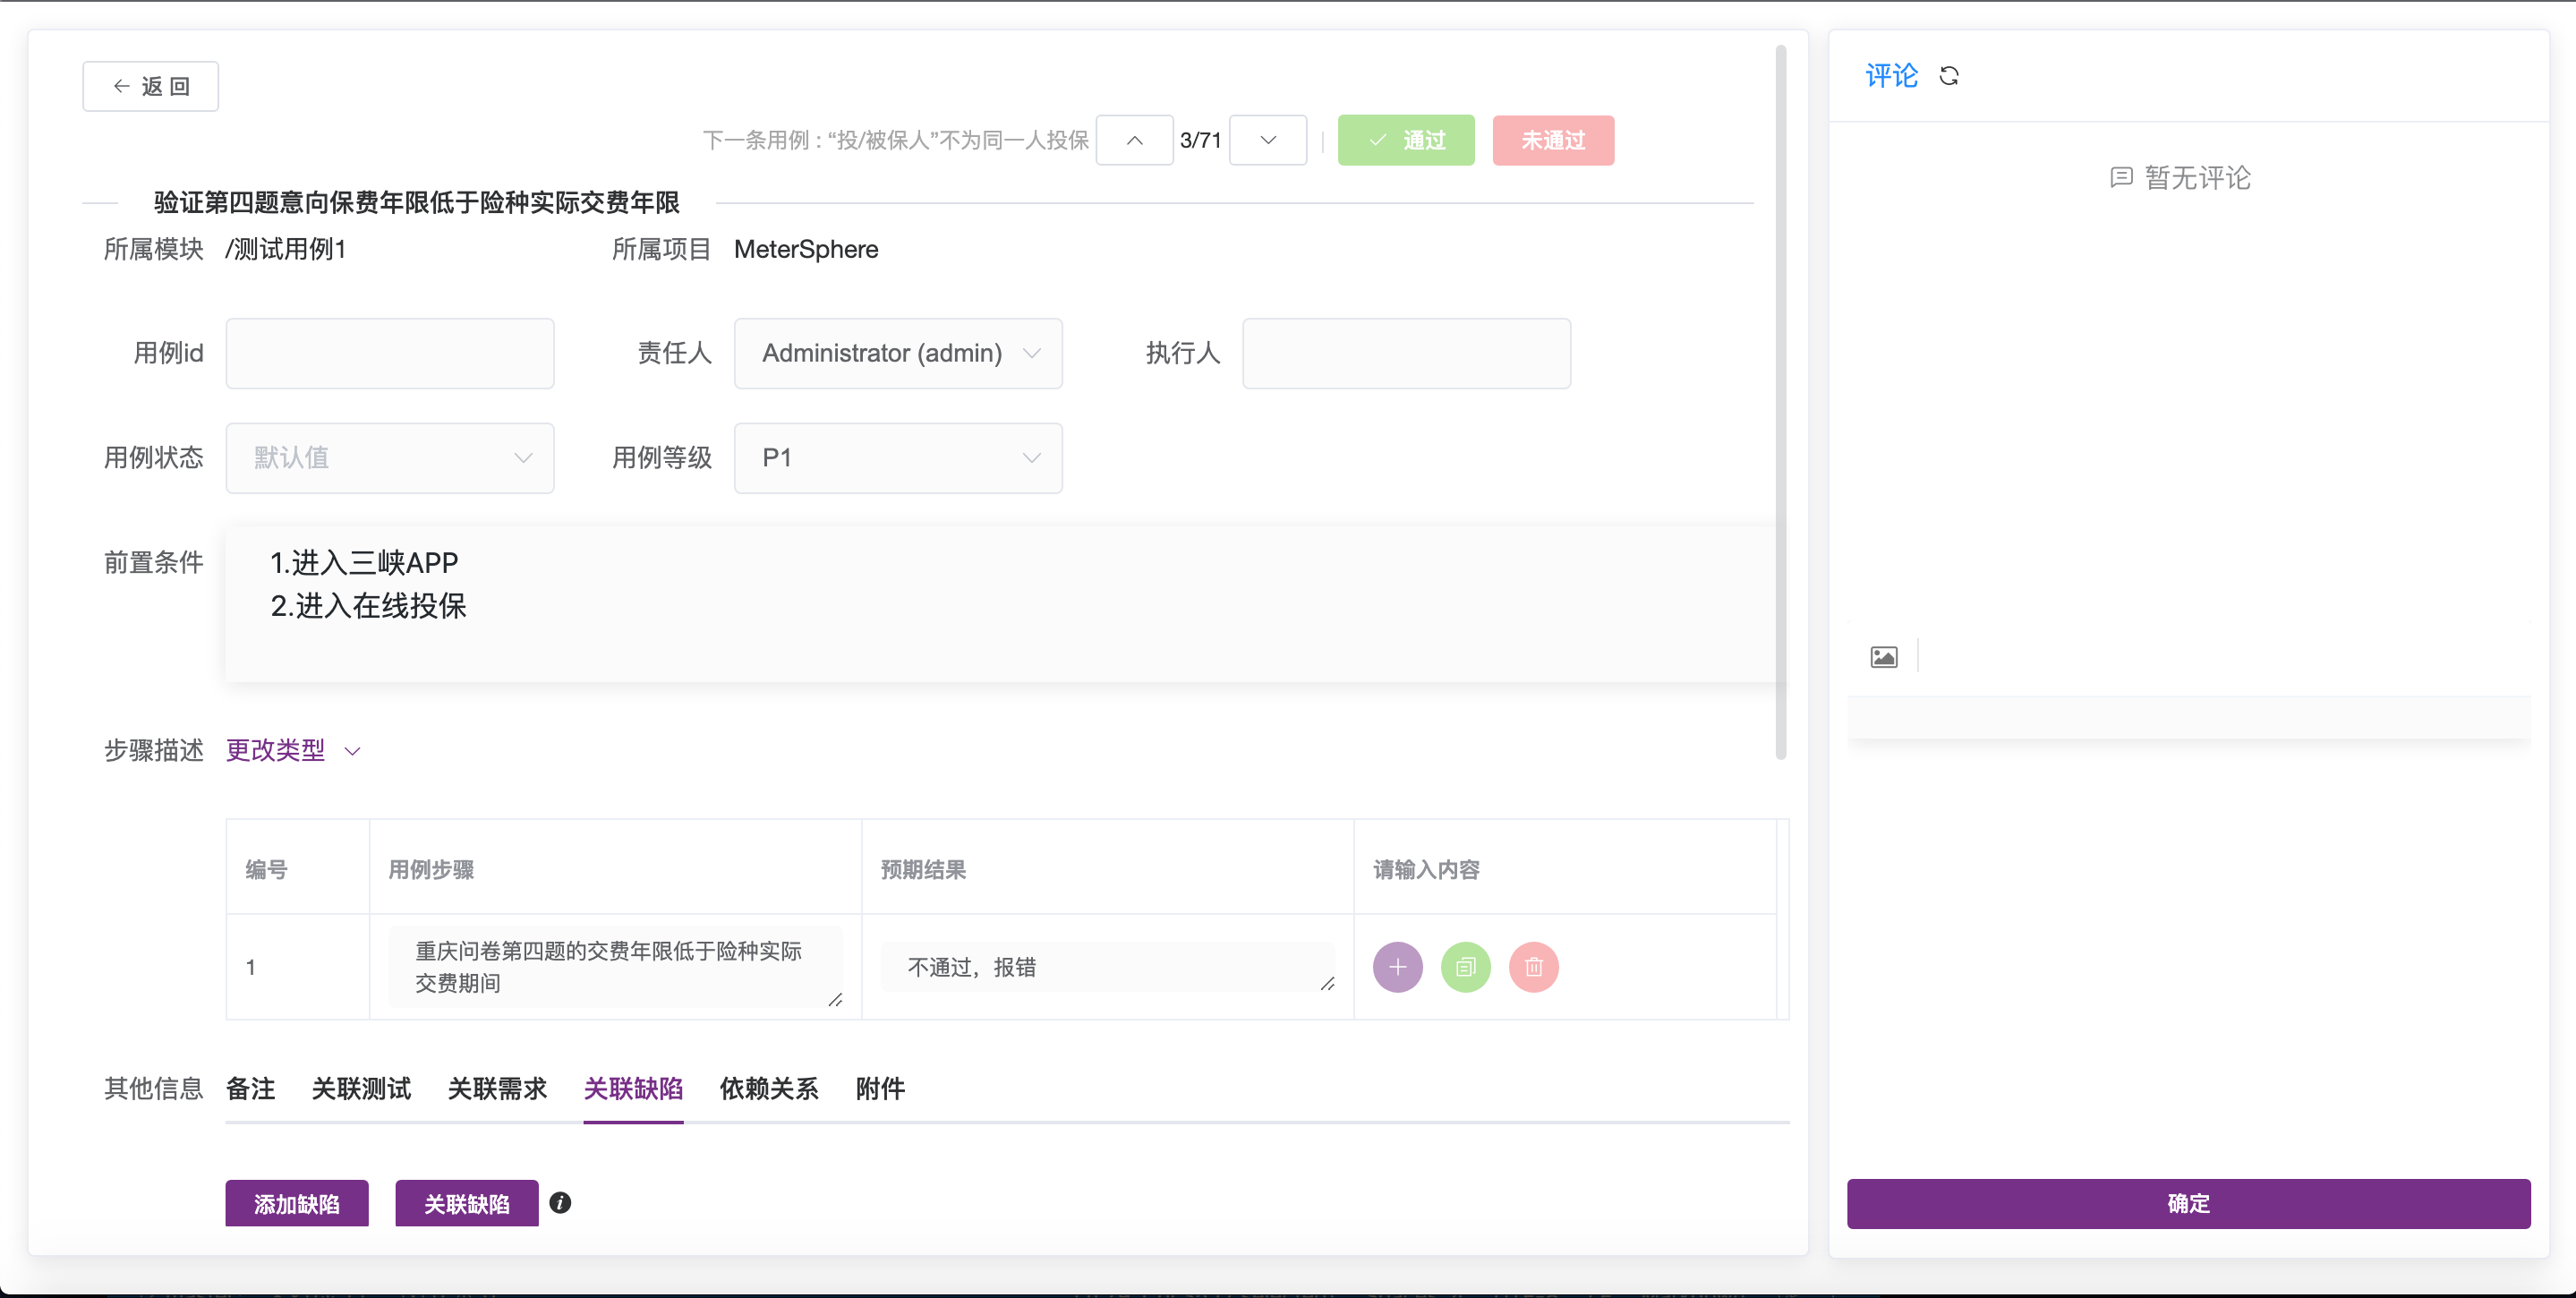 返 回
下一条用例 : “投/被保人”不为同一人投保
3/71
通过
未通过
验证第四题意向保费年限低于险种实际交费年限
所属模块 /测试用例1
所属项目 MeterSphere
用例id
责任人 Administrator (admin)
执行人
用例状态 默认值
用例等级 P1
前置条件
1.进入三峡APP
2.进入在线投保
步骤描述 更改类型
编号 用例步骤 预期结果 请输入内容
1
重庆问卷第四题的交费年限低于险种实际
交费期间
不通过，报错
其他信息 备注 关联测试 关联需求 关联缺陷 依赖关系 附件
添加缺陷 关联缺陷
评论
暂无评论
确定